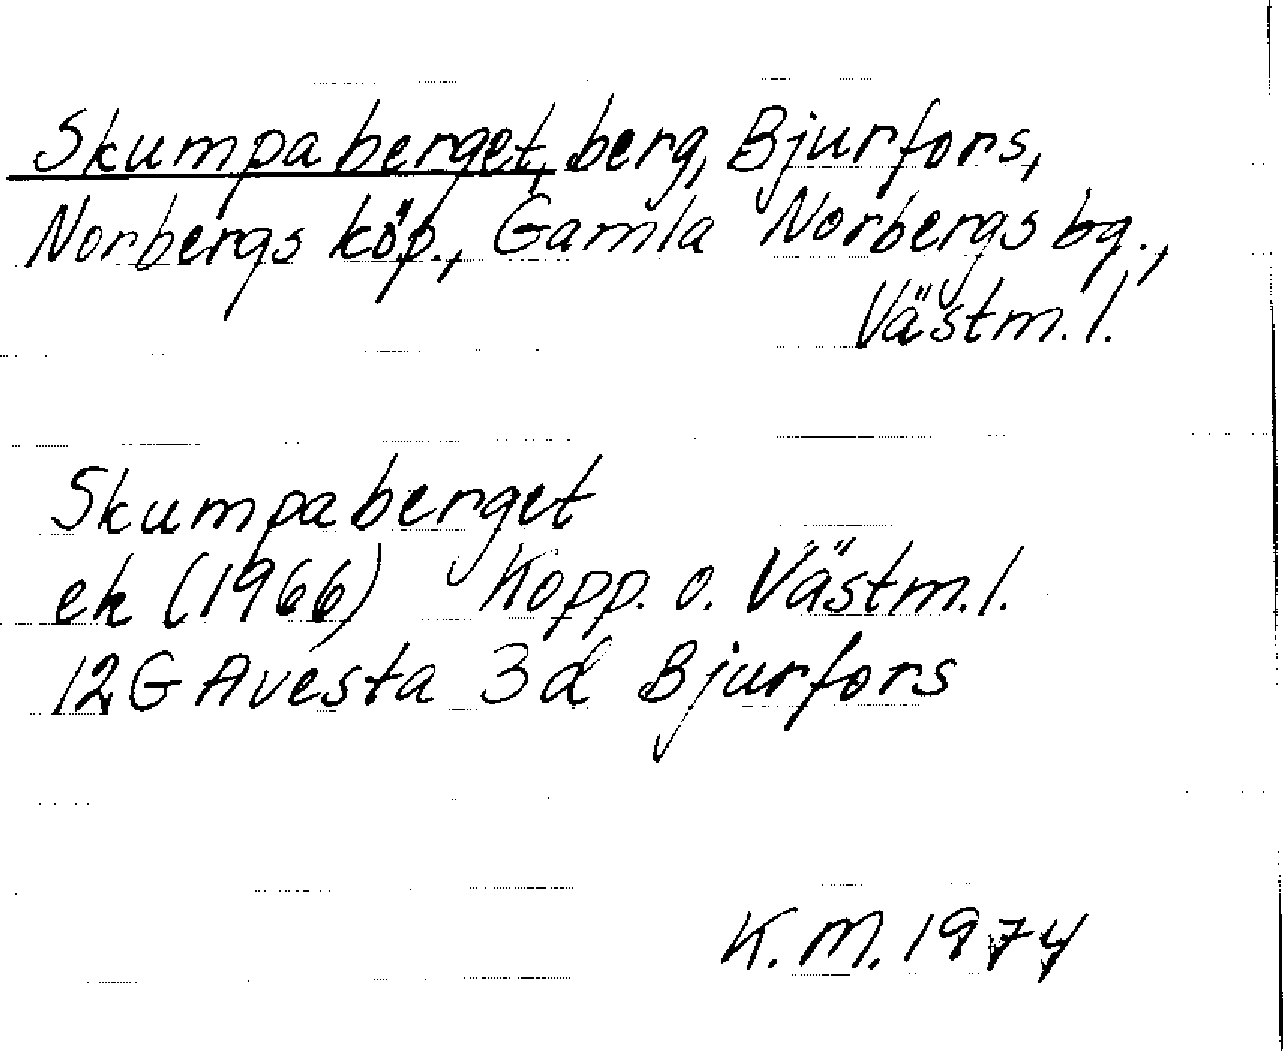 Skumpaberget, berg, Bjurfors,
Norbergs köp., Gamla Norbergs bg.,
Västm. l.
Skumpaberget
ek (1966) Kopp. o. Västm. l.
12G Avesta 3d Bjurfors
K. M. 1974